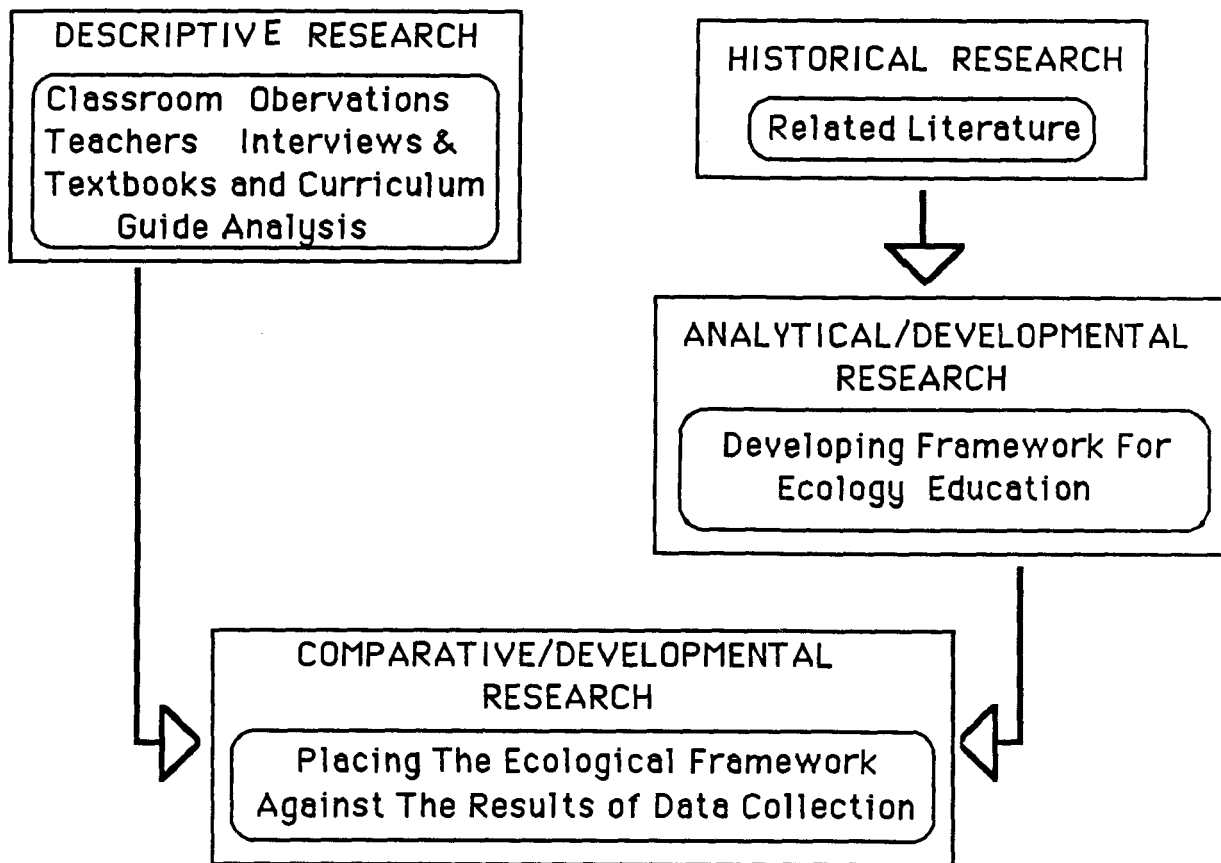 DESCRIPTIVE RESEARCH
Classroom Obervations
Teachers Interviews &
Textbooks and Curriculum
Guide Analysis
HISTORICAL RESEARCH
Related Literature
ANALYTICAL/DEVELOPMENTAL
RESEARCH
Developing Framework For
Ecology Education
COMPARATIVE/DEVELOPMENTAL
RESEARCH
Placing The Ecological Framework
Against The Results of Data Collection